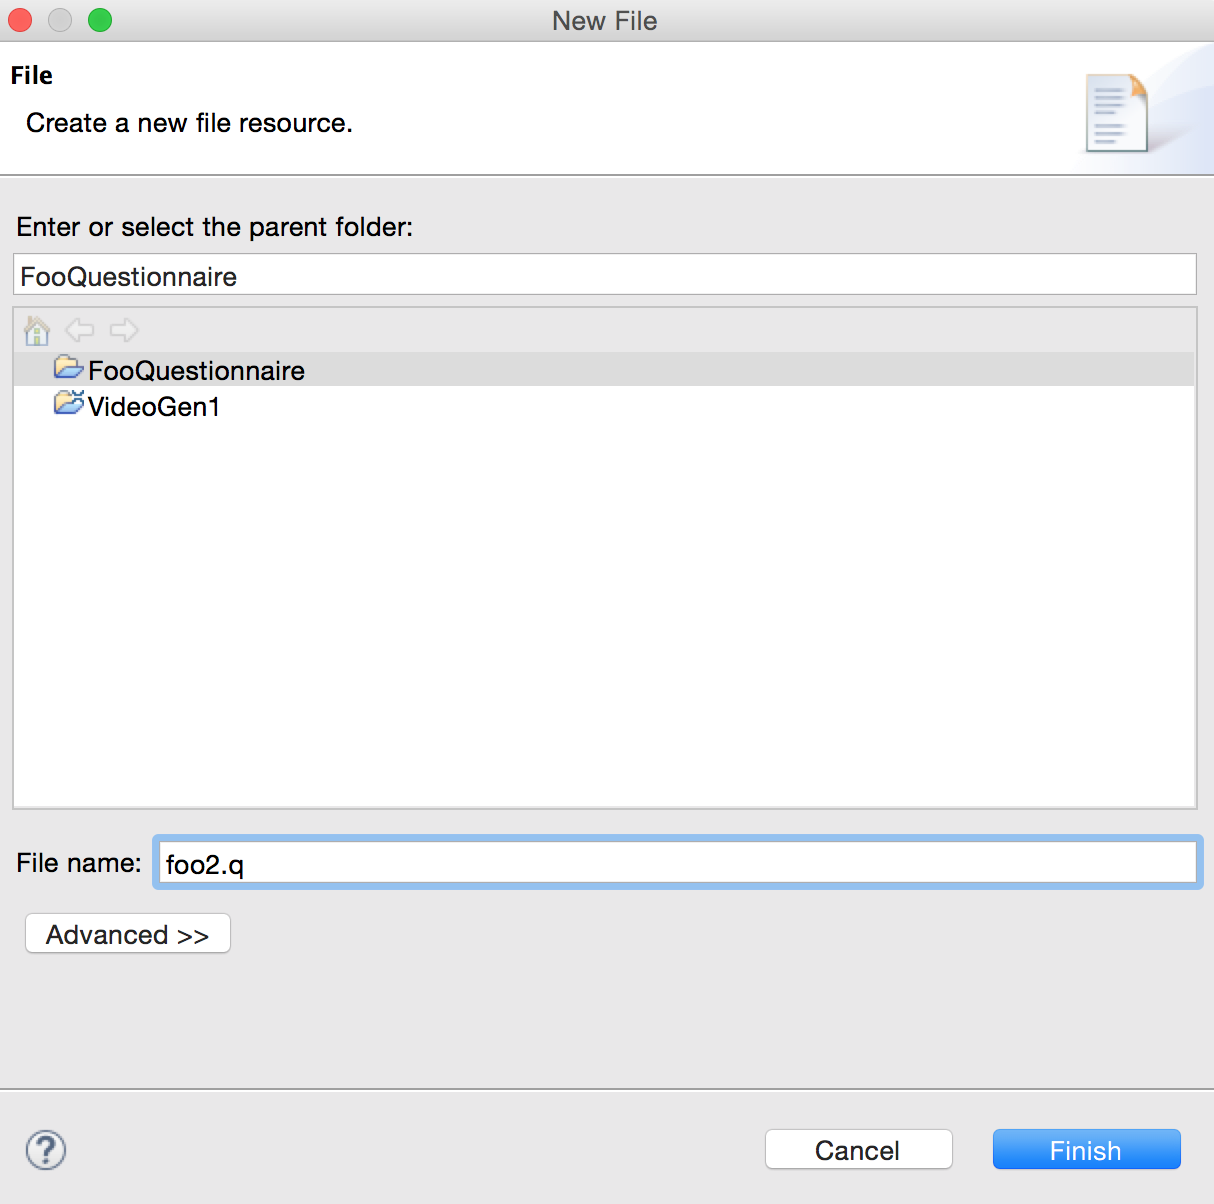 New File
File
Create a new file resource.
Enter or select the parent folder:
FooQuestionnaire
FooQuestionnaire
VideoGen1
File name: foo2.q
Advanced >>
? Cancel Finish